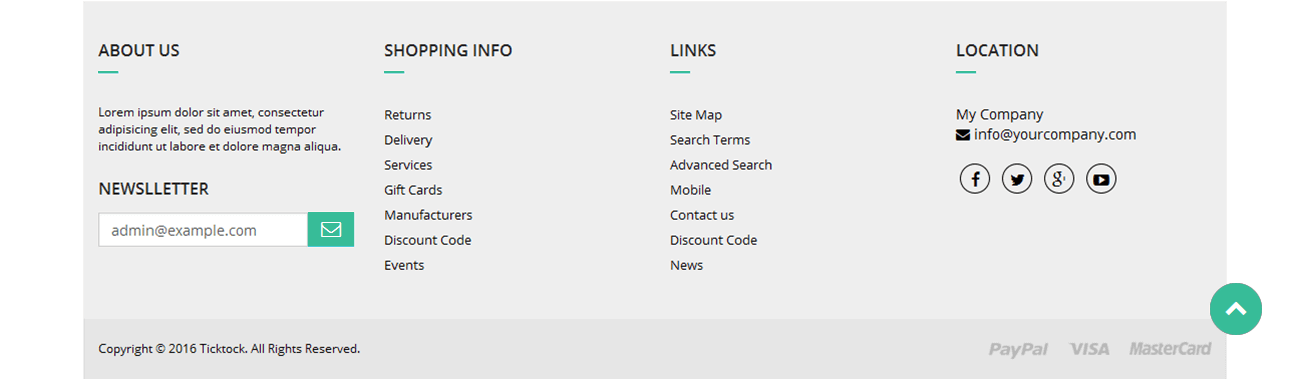 ABOUT US
Lorem ipsum dolor sit amet, consectetur
adipisicing elit, sed do eiusmod tempor
incididunt ut labore et dolore magna aliqua.
NEWSLLETTER
admin@example.com
SHOPPING INFO
Returns
Delivery
Services
Gift Cards
Manufacturers
Discount Code
Events
LINKS
Site Map
Search Terms
Advanced Search
Mobile
Contact us
Discount Code
News
LOCATION
My Company
info@yourcompany.com
Copyright © 2016 Ticktock. All Rights Reserved.
PayPal VISA MasterCard